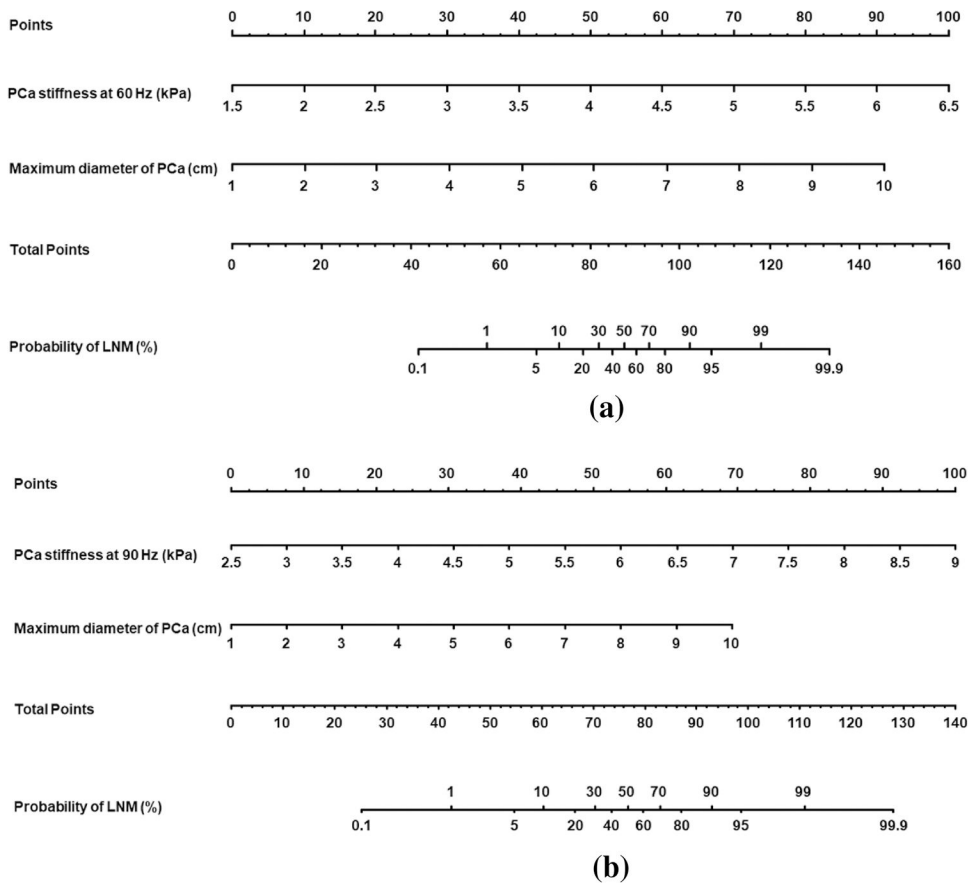 Points 0 10 20 30 40 50 60 70 80 90 100
PCa stiffness at 60 Hz (kPa) 1.5 2 2.5 3 3.5 4 4.5 5 5.5 6 6.5
Maximum diameter of PCa (cm) 1 2 3 4 5 6 7 8 9 10
Total Points 0 20 40 60 80 100 120 140 160
1 10 30 50 70 90 99
Probability of LNM (%)
0.1 5 20 40 60 80 95 99.9
(a)
Points 0 10 20 30 40 50 60 70 80 90 100
PCa stiffness at 90 Hz (kPa) 2.5 3 3.5 4 4.5 5 5.5 6 6.5 7 7.5 8 8.5 9
Maximum diameter of PCa (cm) 1 2 3 4 5 6 7 8 9 10
Total Points 0 10 20 30 40 50 60 70 80 90 100 110 120 130 140
1 10 30 50 70 90 99
Probability of LNM (%)
0.1 5 20 40 60 80 95 99.9
(b)